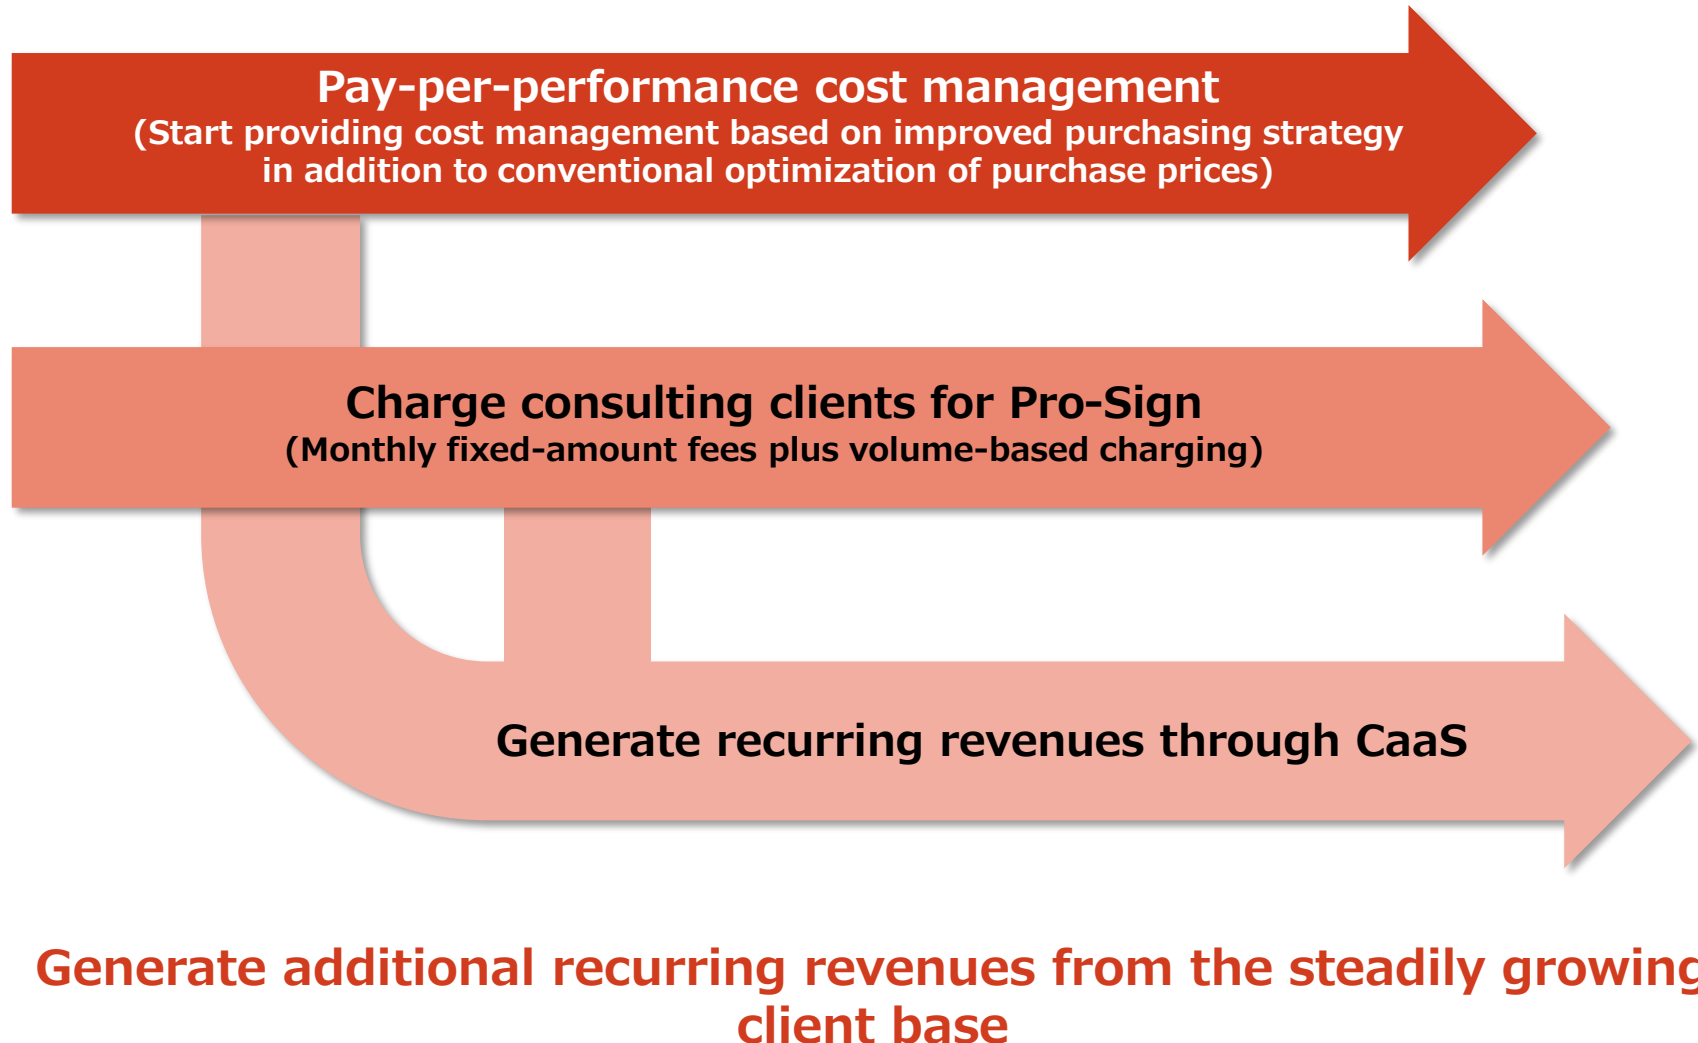 Pay-per-performance cost management
(Start providing cost management based on improved purchasing strategy
in addition to conventional optimization of purchase prices)
Charge consulting clients for Pro-Sign
(Monthly fixed-amount fees plus volume-based charging)
Generate recurring revenues through CaaS
Generate additional recurring revenues from the steadily growing
client base